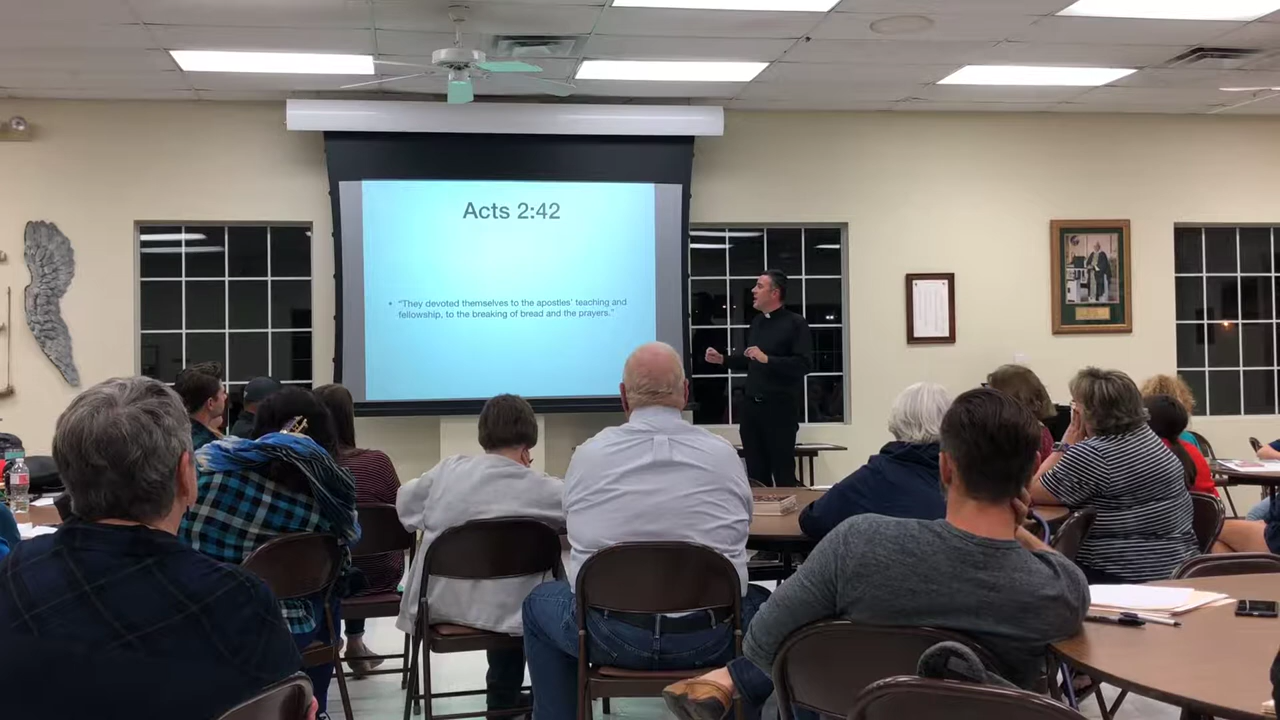 Acts 2:42
• “They devoted themselves to the apostles’ teaching and
fellowship, to the breaking of bread and the prayers.”